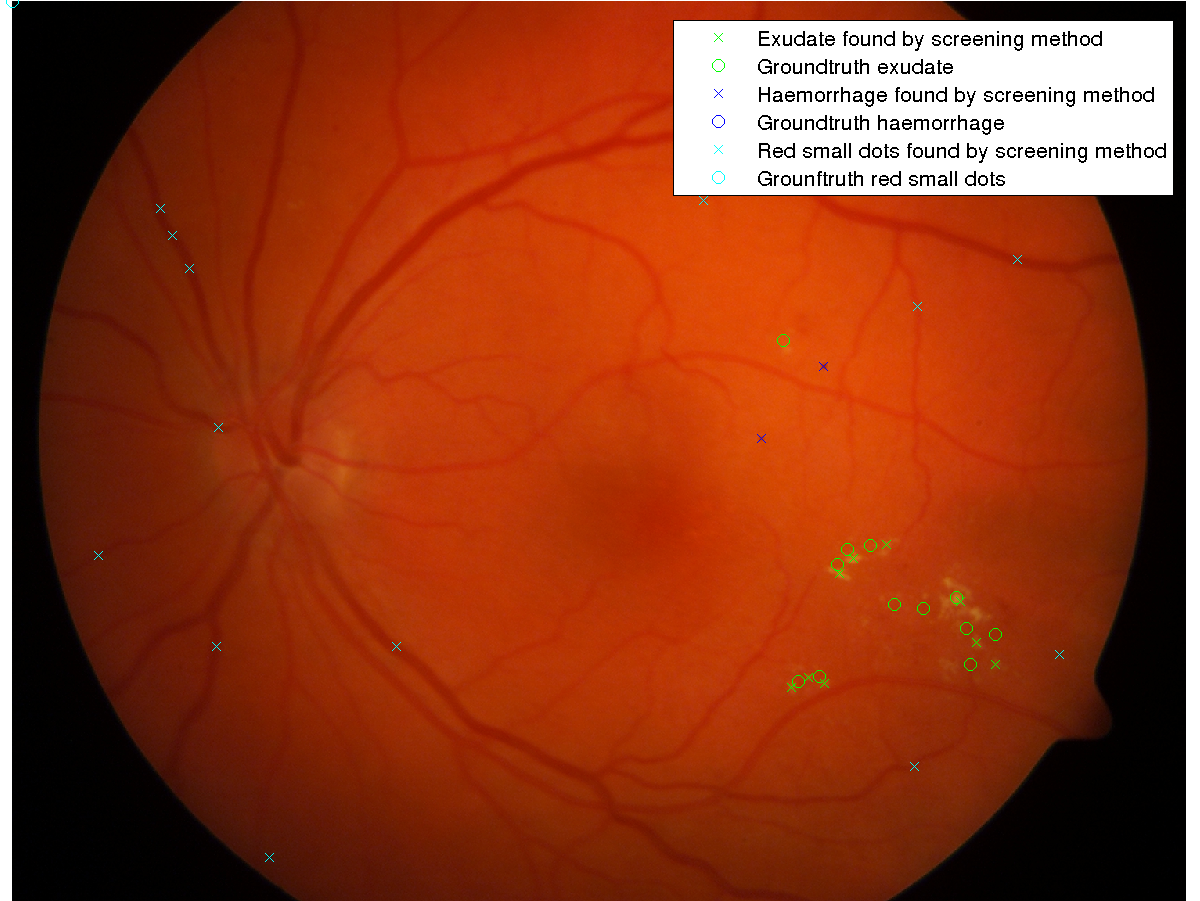 Exudate found by screening method
Groundtruth exudate
Haemorrhage found by screening method
Groundtruth haemorrhage
Red small dots found by screening method
Grounftruth red small dots